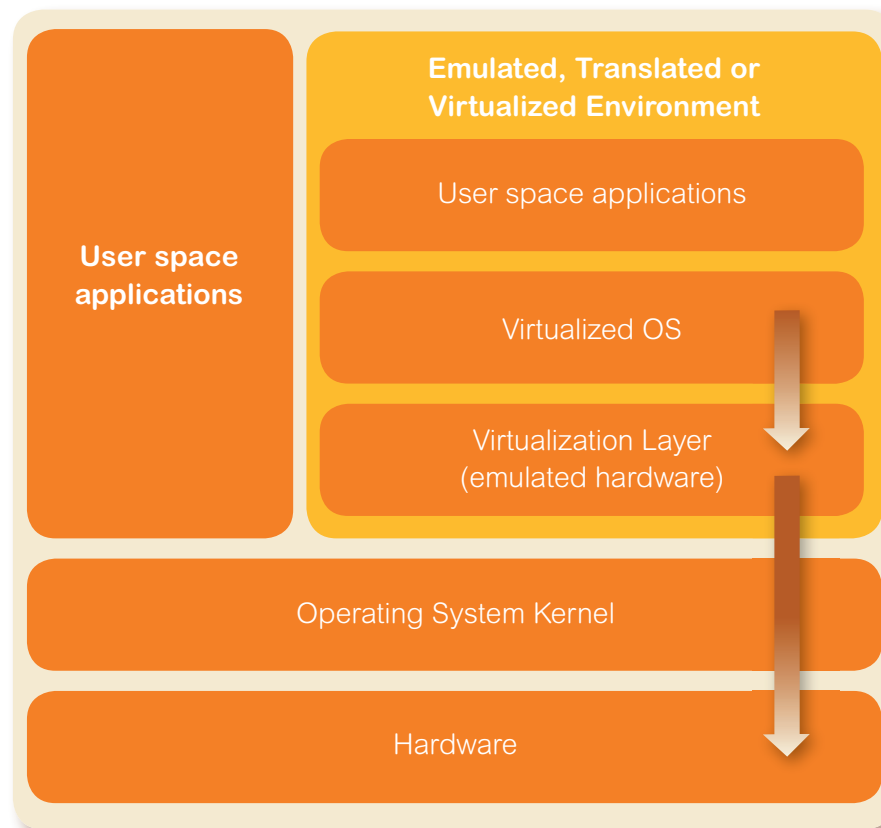 User space
applications
Emulated, Translated or
Virtualized Environment
User space applications
Virtualized OS
Virtualization Layer
(emulated hardware)
Operating System Kernel
Hardware